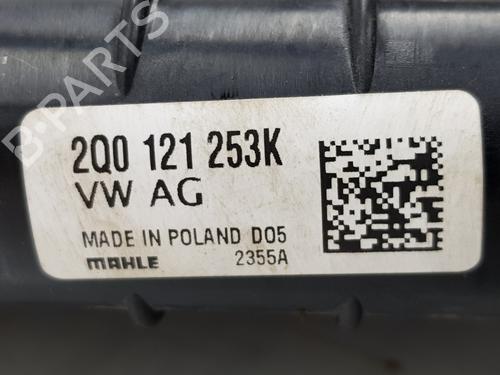 B-PARTS
2Q0 121 253K
VW AG
MADE IN POLAND D05
MAHLE
2355A